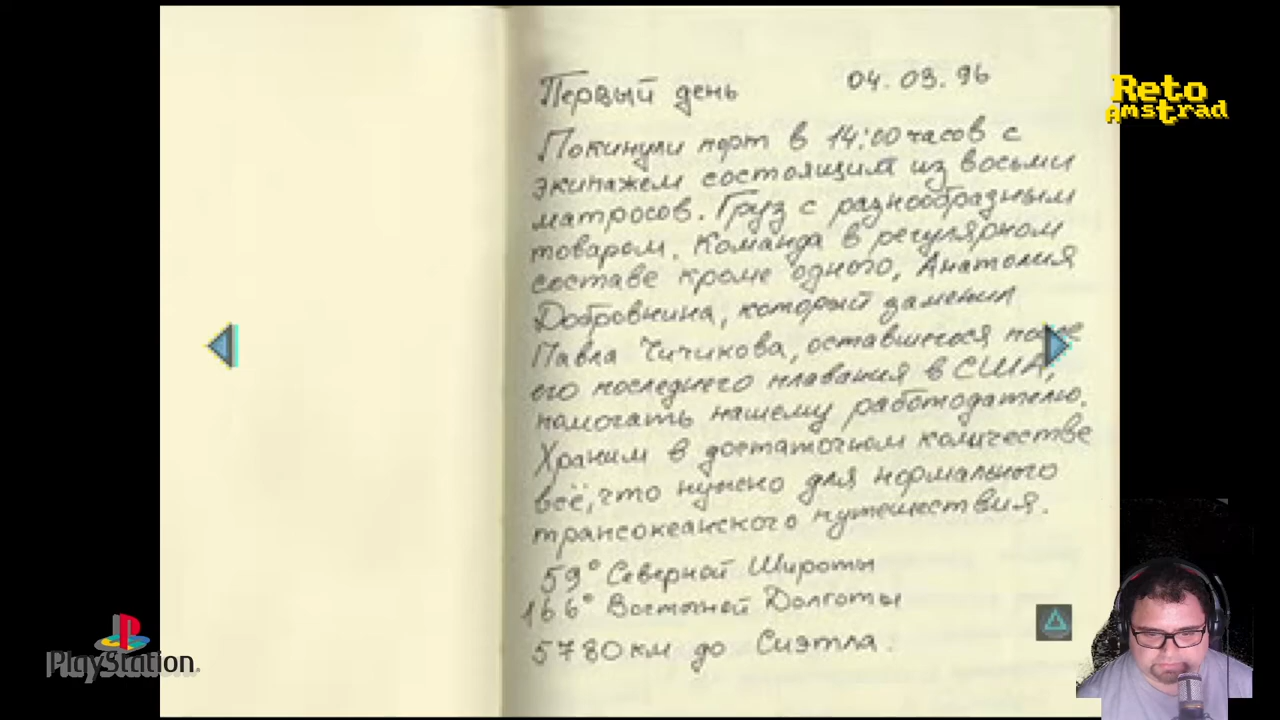 Первый день 04.03.96
Reto
Amstrad
Покинули порт в 14:00 часов с
экипажем состоящим из восьми
матросов. Груз с разнообразным
товаром. Команда в регулярном
составе кроме одного, Анатолия
Добровнина, который заменил
Павла Чичикова, оставшегося после
его последнего плавания в США,
помогать нашему работодателю.
Храним в достаточном количестве
всё, что нужно для нормального
трансокеанского путешествия.
59° Северной Широты
166° Восточной Долготы
5780 км до Сиэтла.
PlayStation